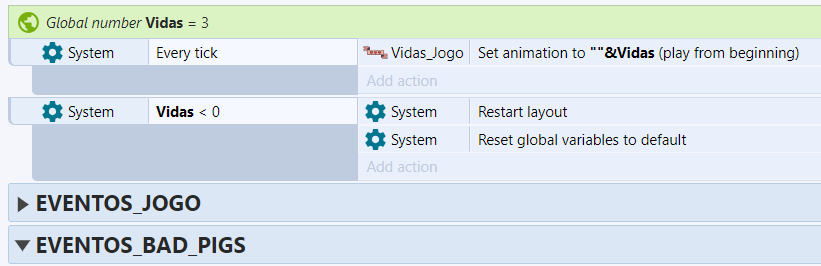 Global number Vidas = 3
System Every tick Vidas_Jogo Set animation to ""&Vidas (play from beginning)
Add action
System Vidas < 0 System Restart layout
System Reset global variables to default
Add action
EVENTOS_JOGO
EVENTOS_BAD_PIGS